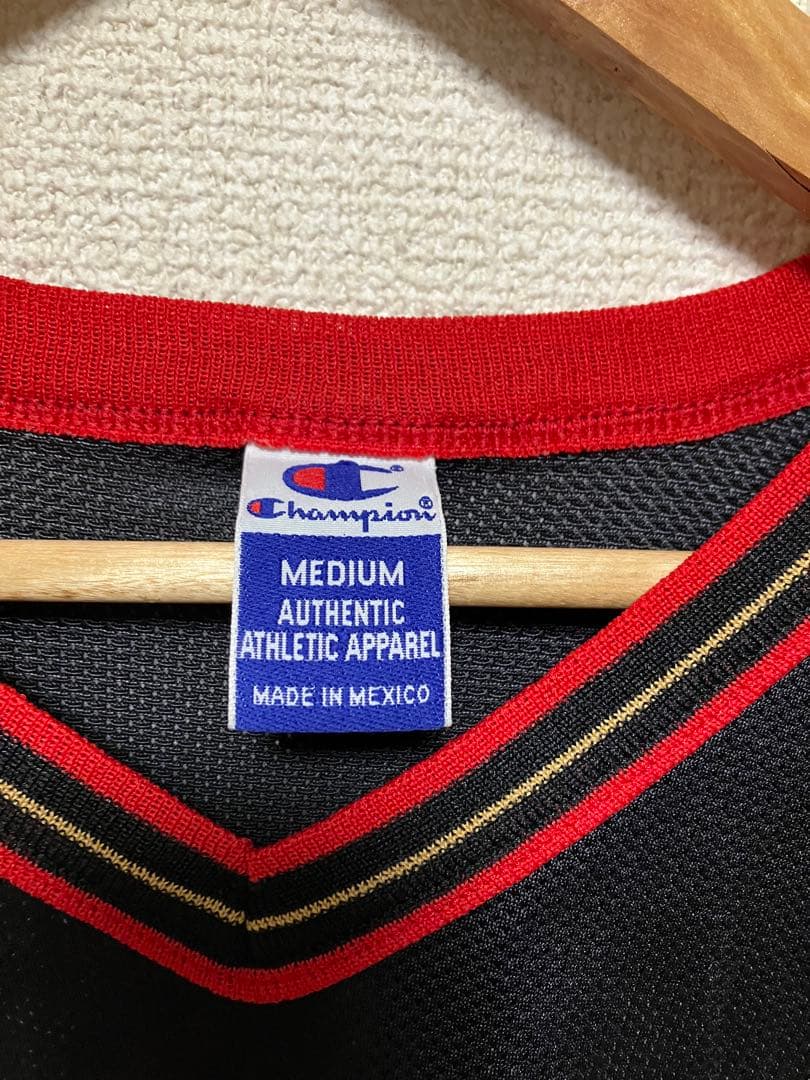 Champion®
MEDIUM
AUTHENTIC
ATHLETIC APPAREL
MADE IN MEXICO